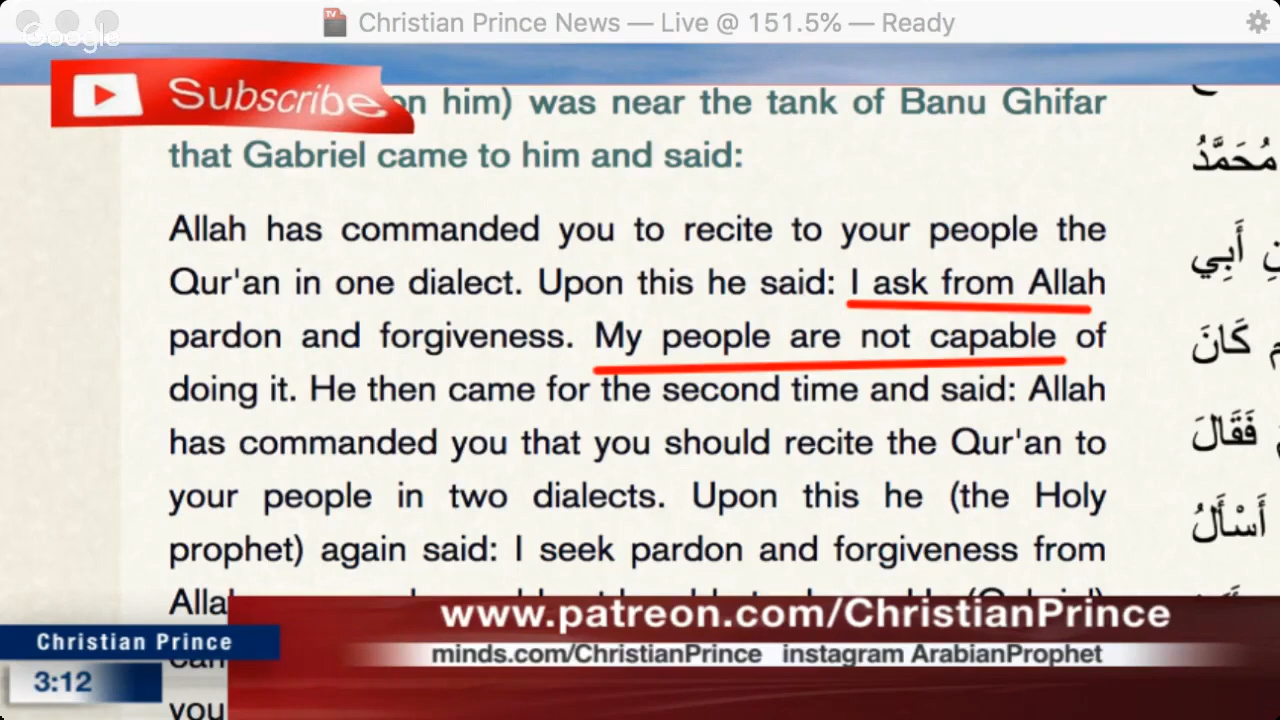 Christian Prince News — Live @ 151.5% — Ready
Google
TV
Subscribe
on him) was near the tank of Banu Ghifar
that Gabriel came to him and said:
Allah has commanded you to recite to your people the
Qur'an in one dialect. Upon this he said: I ask from Allah
pardon and forgiveness. My people are not capable of
doing it. He then came for the second time and said: Allah
has commanded you that you should recite the Qur'an to
your people in two dialects. Upon this he (the Holy
prophet) again said: I seek pardon and forgiveness from
مُحَمَّدُ
أَبِي
كَانَ
فَقَالَ
أَسْأَلُ
www.patreon.com/ChristianPrince
Christian Prince
minds.com/ChristianPrince instagram ArabianProphet
3:12
you